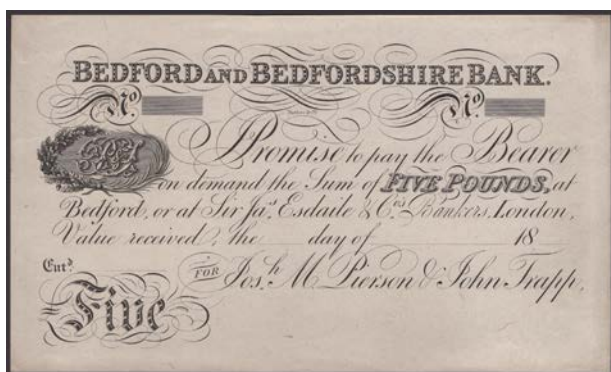 BEDFORD AND BEDFORDSHIRE BANK.
No. No.
I Promise to pay the Bearer
on demand the Sum of FIVE POUNDS, at
Bedford, or at Sir Jas. Esdaile & Cos. Bankers, London,
Value received, the day of 18
Entd.
FOR Josh. M Pierson & John Trapp,
Five